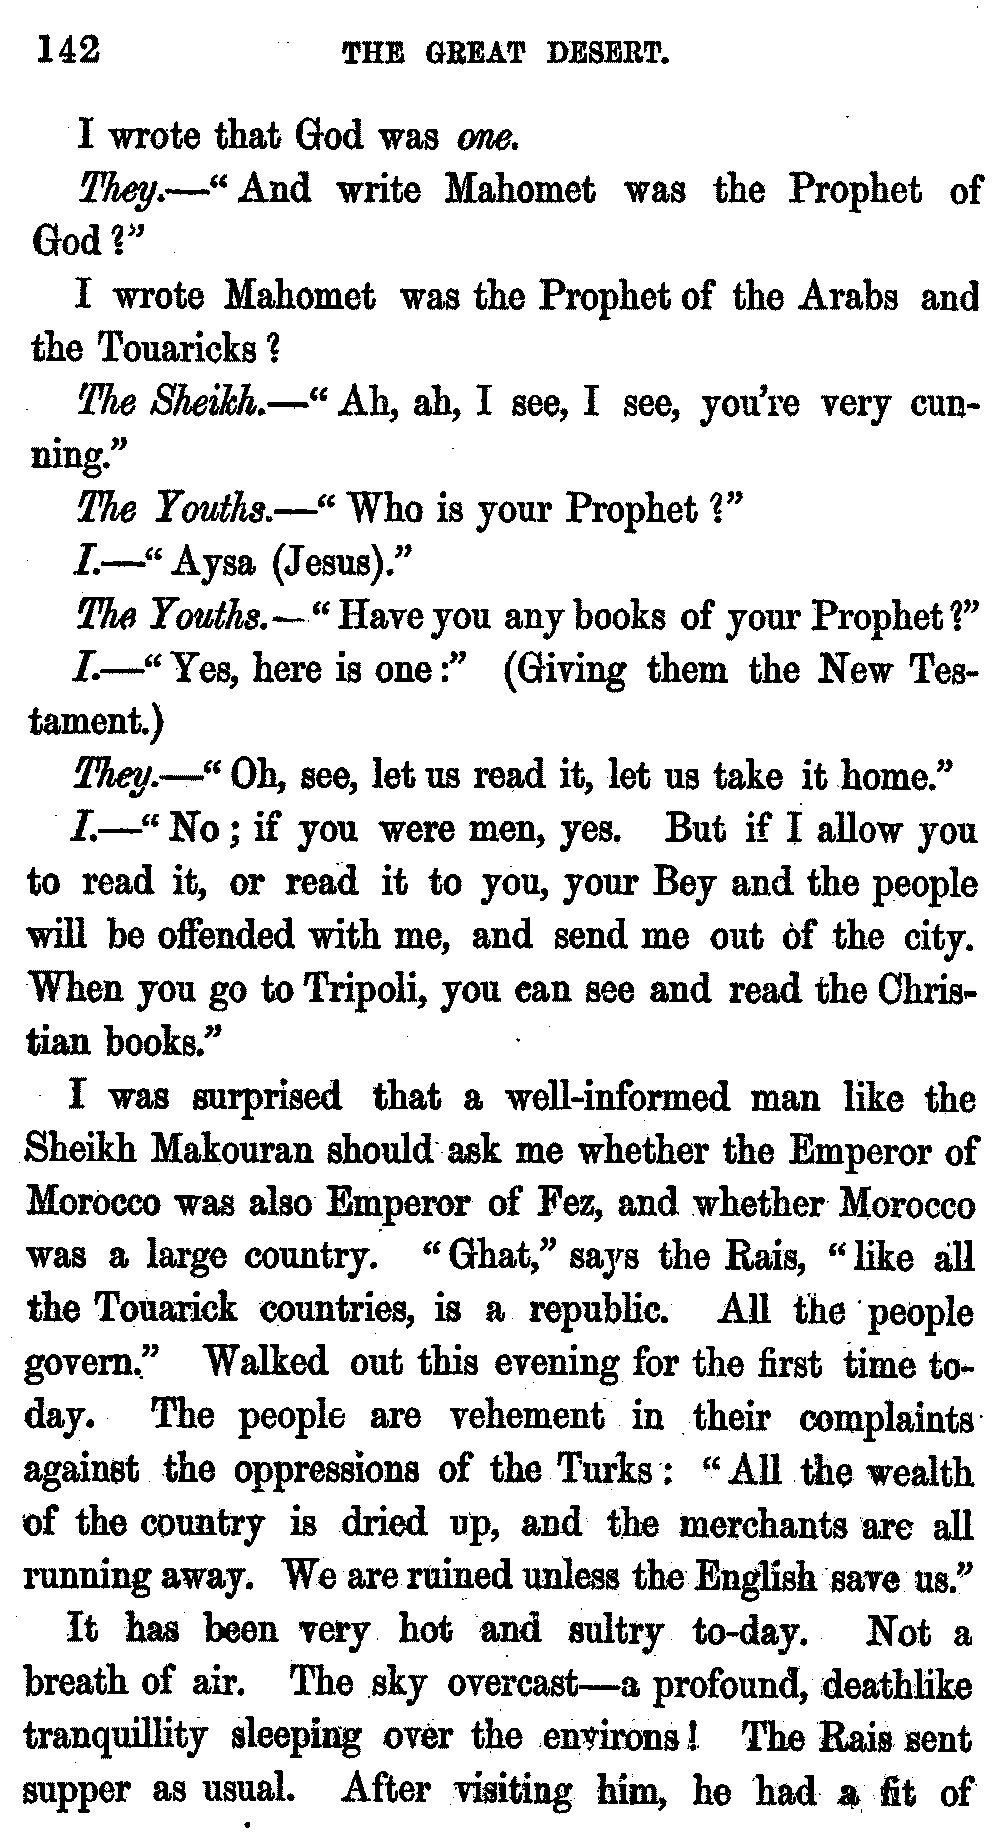 142 THE GREAT DESERT.
I wrote that God was one.
They.—“ And write Mahomet was the Prophet of
God ?”
I wrote Mahomet was the Prophet of the Arabs and
the Touaricks ?
The Sheikh.—“ Ah, ah, I see, I see, you're very cun-
ning.”
The Youths.—“ Who is your Prophet ?”
I.—“ Aysa (Jesus).”
The Youths.—“ Have you any books of your Prophet ?”
I.—“ Yes, here is one :” (Giving them the New Tes-
tament.)
They.—“ Oh, see, let us read it, let us take it home.”
I.—“ No ; if you were men, yes. But if I allow you
to read it, or read it to you, your Bey and the people
will be offended with me, and send me out of the city.
When you go to Tripoli, you can see and read the Chris-
tian books.”
I was surprised that a well-informed man like the
Sheikh Makouran should ask me whether the Emperor of
Morocco was also Emperor of Fez, and whether Morocco
was a large country. “ Ghat,” says the Rais, “ like all
the Touarick countries, is a republic. All the people
govern.” Walked out this evening for the first time to-
day. The people are vehement in their complaints
against the oppressions of the Turks : “ All the wealth
of the country is dried up, and the merchants are all
running away. We are ruined unless the English save us.”
It has been very hot and sultry to-day. Not a
breath of air. The sky overcast—a profound, deathlike
tranquillity sleeping over the environs ! The Rais sent
supper as usual. After visiting him, he had a fit of